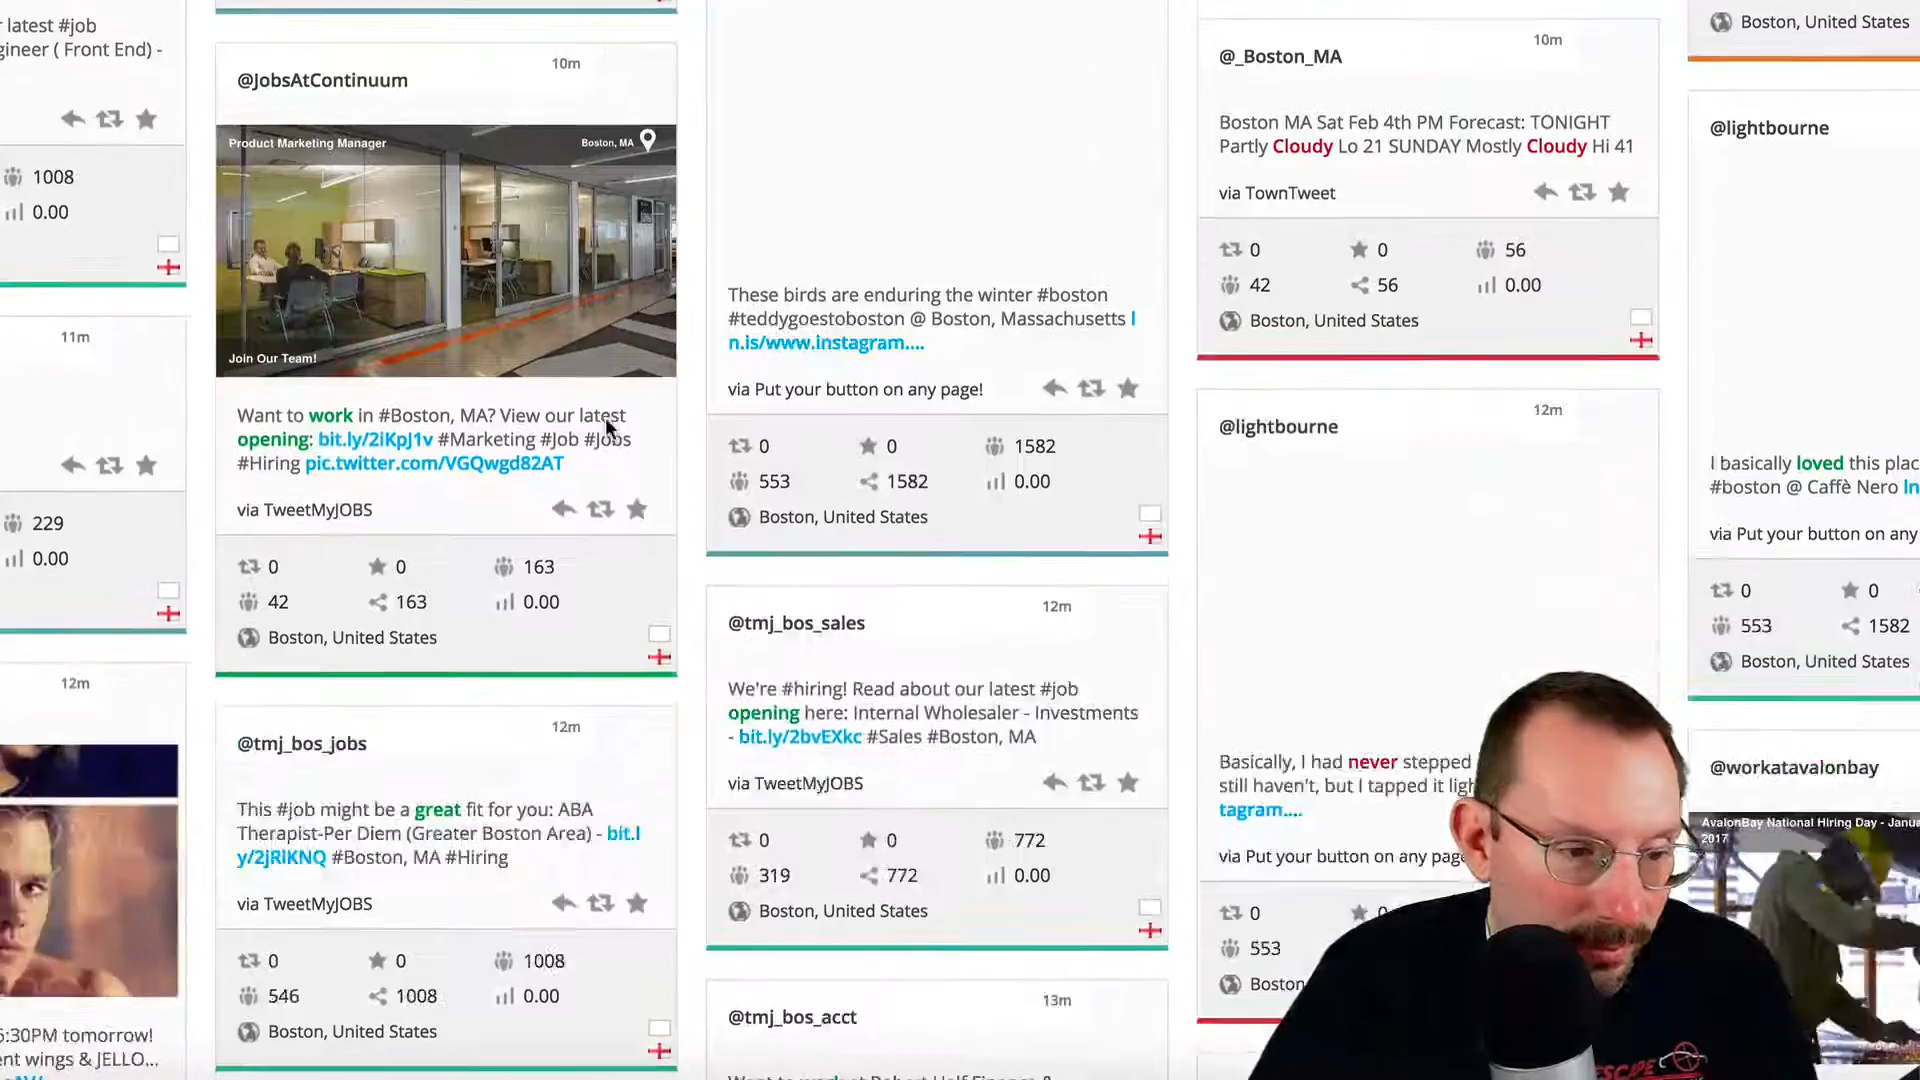 r latest #job
gineer ( Front End) -
1008
0.00
11m
229
0.00
12m
5:30PM tomorrow!
ent wings & JELLO...
@JobsAtContinuum
10m
Product Marketing Manager
Boston, MA
Join Our Team!
Want to work in #Boston, MA? View our latest
opening: bit.ly/2iKpJ1v #Marketing #Job #Jobs
#Hiring pic.twitter.com/VGQwgd82AT
via TweetMyJOBS
0 0 163
42 163 0.00
Boston, United States
@tmj_bos_jobs
12m
This #job might be a great fit for you: ABA
Therapist-Per Diem (Greater Boston Area) - bit.l
y/2jRlKNQ #Boston, MA #Hiring
via TweetMyJOBS
0 0 1008
546 1008 0.00
Boston, United States
These birds are enduring the winter #boston
#teddygoestoboston @ Boston, Massachusetts l
n.is/www.instagram....
via Put your button on any page!
0 0 1582
553 1582 0.00
Boston, United States
@tmj_bos_sales
12m
We're #hiring! Read about our latest #job
opening here: Internal Wholesaler - Investments
- bit.ly/2bvEXkc #Sales #Boston, MA
via TweetMyJOBS
0 0 772
319 772 0.00
Boston, United States
@tmj_bos_acct
13m
@_Boston_MA
10m
Boston MA Sat Feb 4th PM Forecast: TONIGHT
Partly Cloudy Lo 21 SUNDAY Mostly Cloudy Hi 41
via TownTweet
0 0 56
42 56 0.00
Boston, United States
@lightbourne
12m
Basically, I had never stepped
still haven't, but I tapped it lig
tagram....
via Put your button on any page
0 0
553
Boston
Boston, United States
@lightbourne
I basically loved this plac
#boston @ Caffè Nero ln
via Put your button on any
0 0
553 1582
Boston, United States
@workatavalonbay
AvalonBay National Hiring Day - Janua
2017
ESCAPE